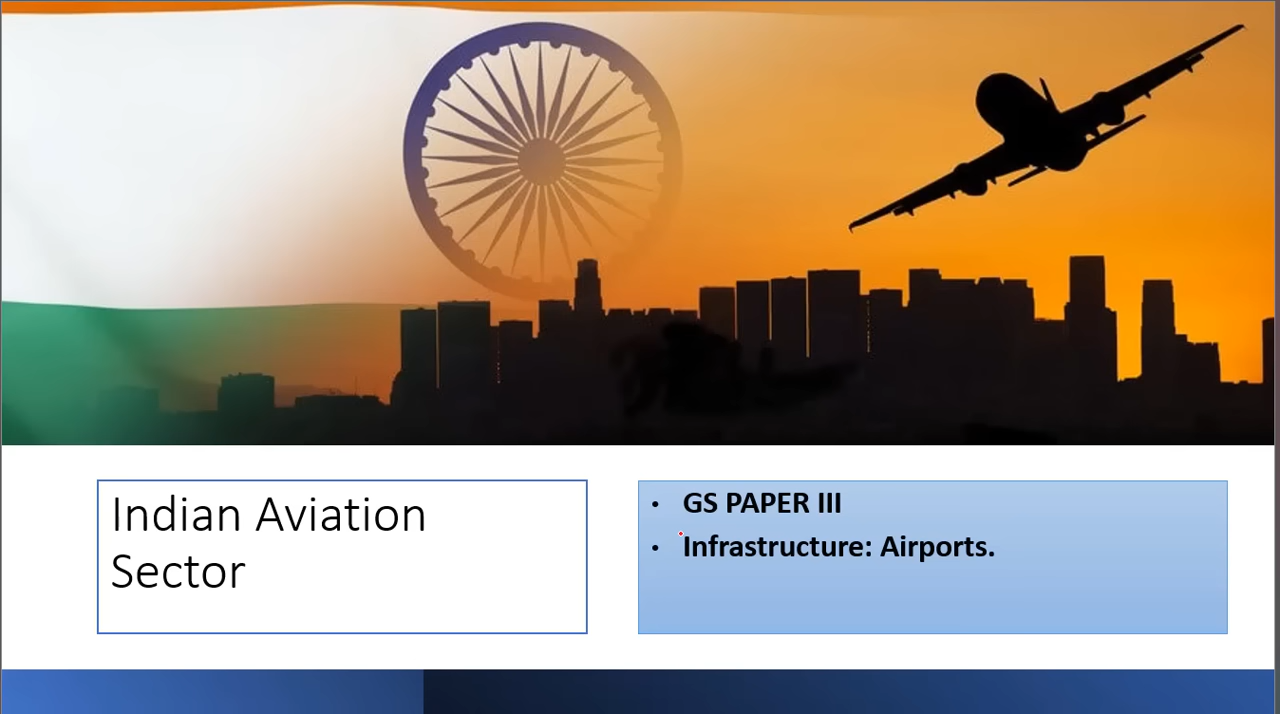 Indian Aviation
Sector
• GS PAPER III
• Infrastructure: Airports.